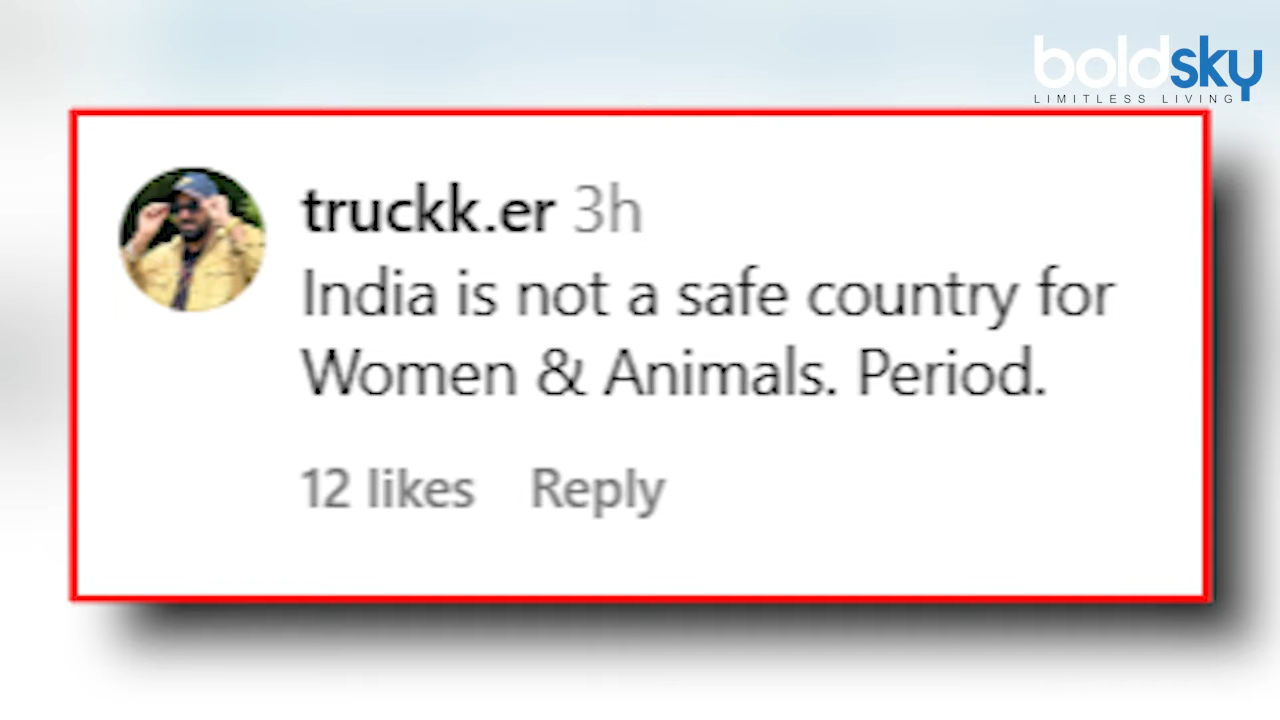 boldsky
LIMITLESS LIVING
truckk.er 3h
India is not a safe country for
Women & Animals. Period.
12 likes Reply